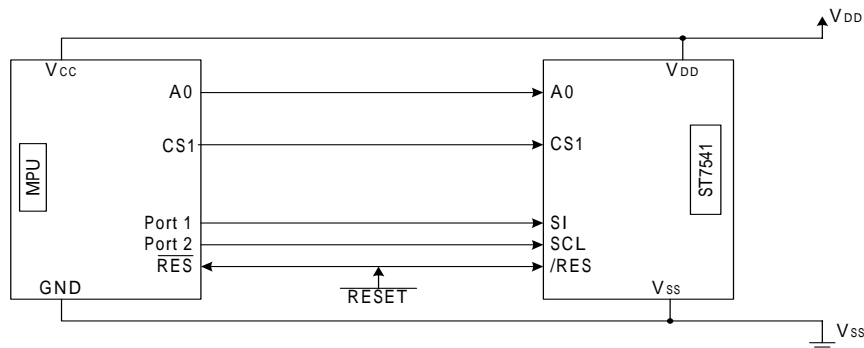 VDD
VCC
VDD
A0
A0
CS1
CS1
MPU
ST7541
Port 1
SI
Port 2
SCL
RES
/RES
RESET
GND
VSS
VSS